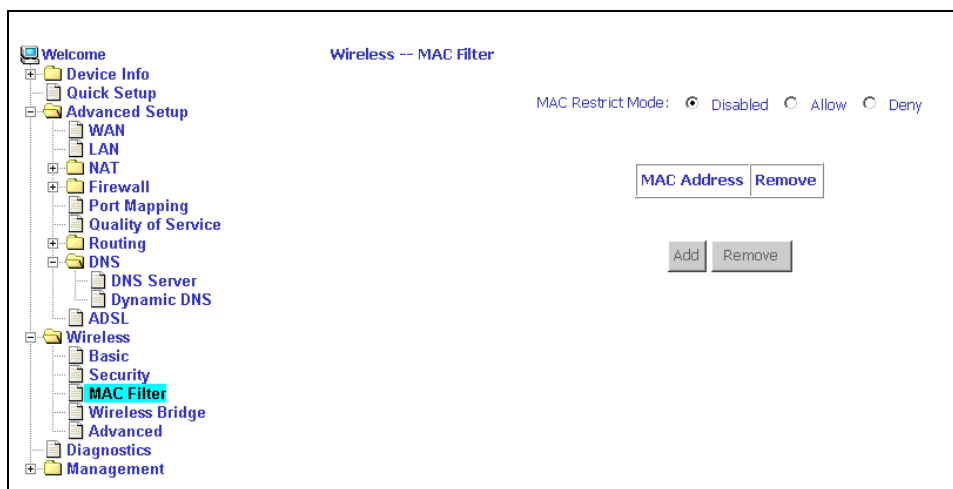 Welcome
Device Info
Quick Setup
Advanced Setup
WAN
LAN
NAT
Firewall
Port Mapping
Quality of Service
Routing
DNS
DNS Server
Dynamic DNS
ADSL
Wireless
Basic
Security
MAC Filter
Wireless Bridge
Advanced
Diagnostics
Management
Wireless -- MAC Filter
MAC Restrict Mode: Disabled Allow Deny
MAC Address Remove
Add Remove